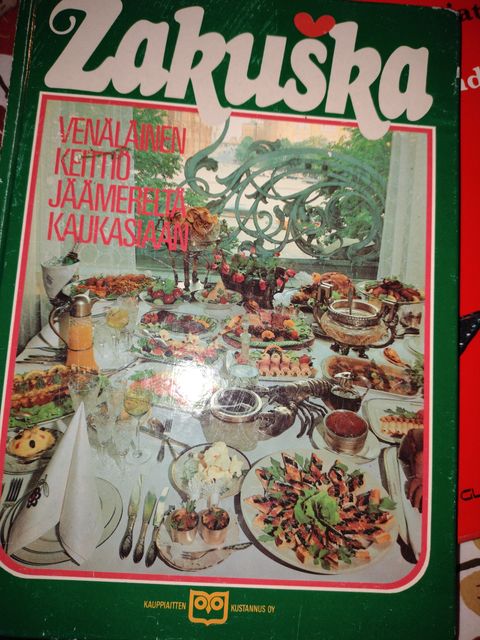 Zakuška
VENÄLÄINEN
KEITTIÖ
JÄÄMERELTÄ
KAUKASIAAN
KAUPPIAITTEN KUSTANNUS OY